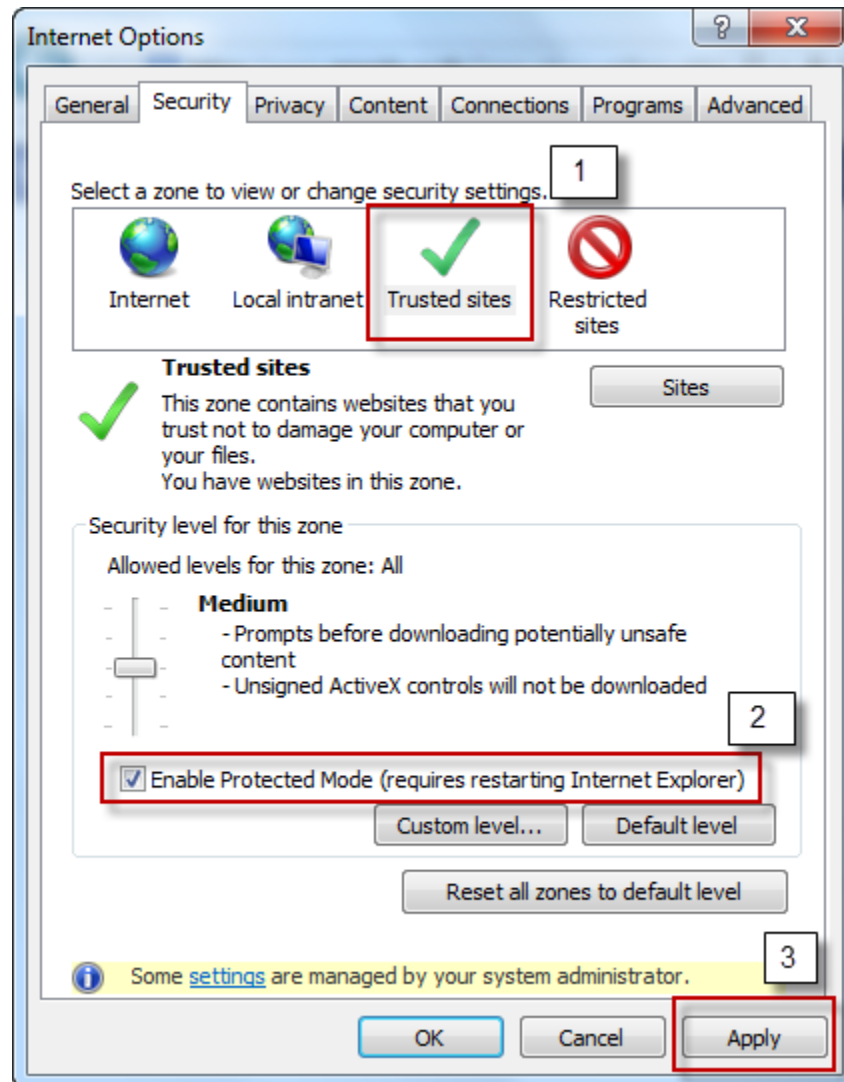 Internet Options
?
X
General Security Privacy Content Connections Programs Advanced
1
Select a zone to view or change security settings.
Internet Local intranet Trusted sites Restricted
sites
Trusted sites
Sites
This zone contains websites that you
trust not to damage your computer or
your files.
You have websites in this zone.
Security level for this zone
Allowed levels for this zone: All
Medium
- Prompts before downloading potentially unsafe
content
- Unsigned ActiveX controls will not be downloaded
2
Enable Protected Mode (requires restarting Internet Explorer)
Custom level... Default level
Reset all zones to default level
3
Some settings are managed by your system administrator.
OK Cancel Apply